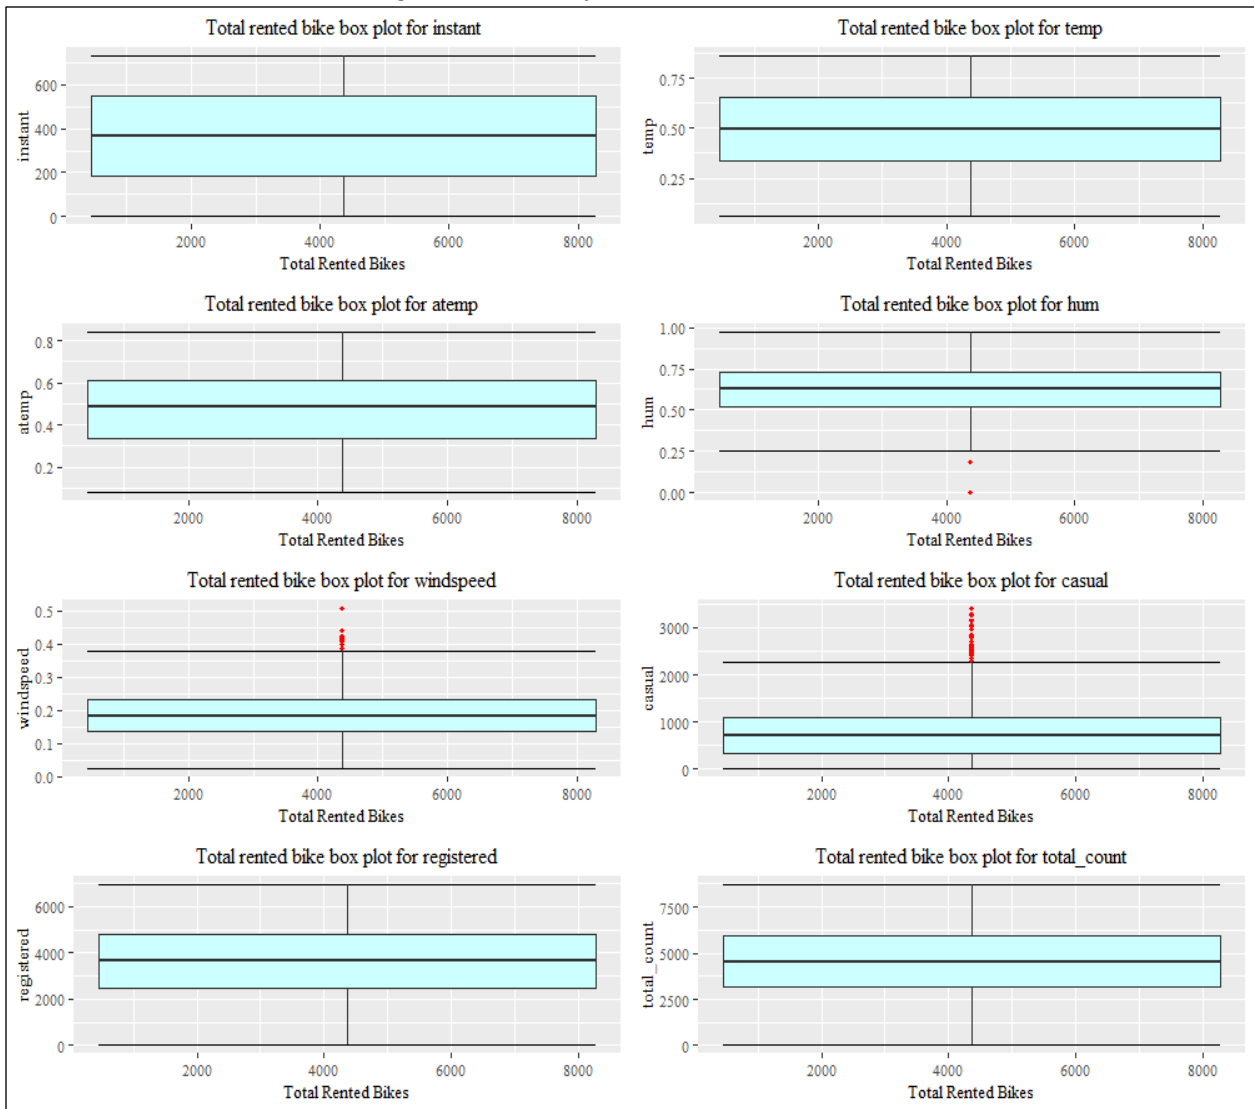 Total rented bike box plot for instant
600
400
200
0
instant
2000 4000 6000 8000
Total Rented Bikes
Total rented bike box plot for temp
0.75
0.50
0.25
temp
2000 4000 6000 8000
Total Rented Bikes
Total rented bike box plot for atemp
0.8
0.6
0.4
0.2
atemp
2000 4000 6000 8000
Total Rented Bikes
Total rented bike box plot for hum
1.00
0.75
0.50
0.25
0.00
hum
2000 4000 6000 8000
Total Rented Bikes
Total rented bike box plot for windspeed
0.5
0.4
0.3
0.2
0.1
0.0
windspeed
2000 4000 6000 8000
Total Rented Bikes
Total rented bike box plot for casual
3000
2000
1000
0
casual
2000 4000 6000 8000
Total Rented Bikes
Total rented bike box plot for registered
6000
4000
2000
0
registered
2000 4000 6000 8000
Total Rented Bikes
Total rented bike box plot for total_count
7500
5000
2500
0
total_count
2000 4000 6000 8000
Total Rented Bikes